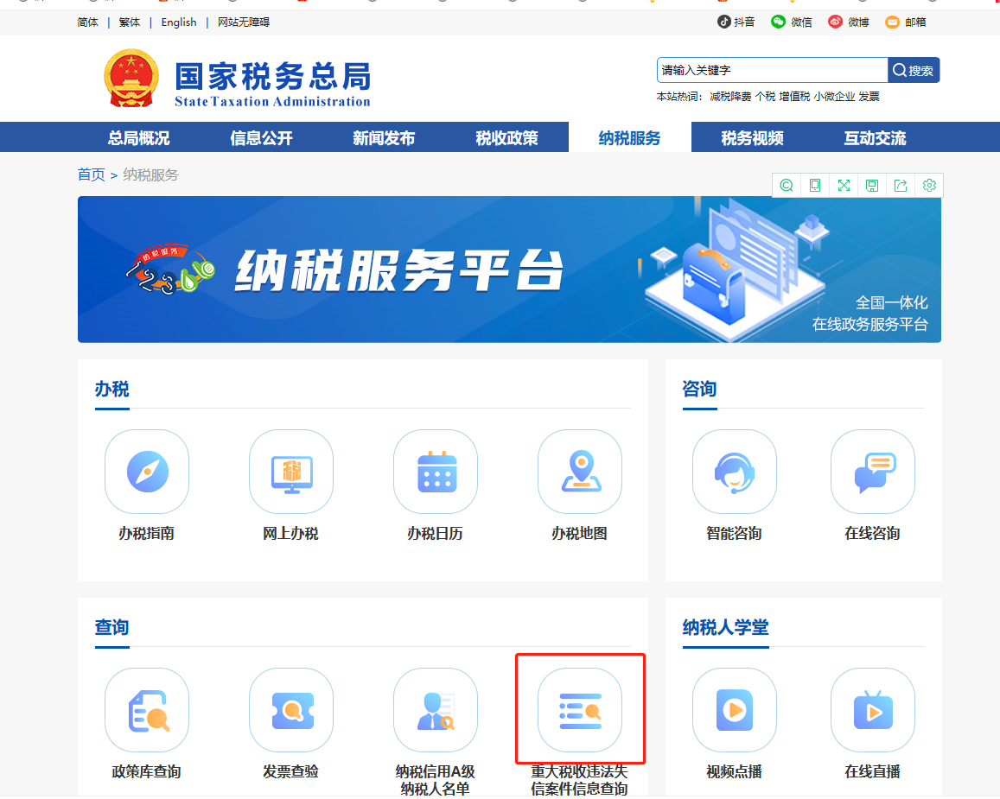 简体 | 繁体 | English | 网站无障碍
抖音 微信 微博 邮箱
国家税务总局
State Taxation Administration
请输入关键字
搜索
本站热词： 减税降费 个税 增值税 小微企业 发票
总局概况 信息公开 新闻发布 税收政策 纳税服务 税务视频 互动交流
首页 > 纳税服务
纳税服务
12366
纳税服务平台
全国一体化
在线政务服务平台
办税
税
办税指南 网上办税 办税日历 办税地图
咨询
智能咨询 在线咨询
查询
政策库查询 发票查验 纳税信用A级
纳税人名单
重大税收违法失
信案件信息查询
纳税人学堂
视频点播 在线直播